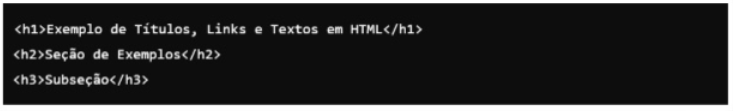 <h1>Exemplo de Títulos, Links e Textos em HTML</h1>
<h2>Seção de Exemplos</h2>
<h3>Subseção</h3>